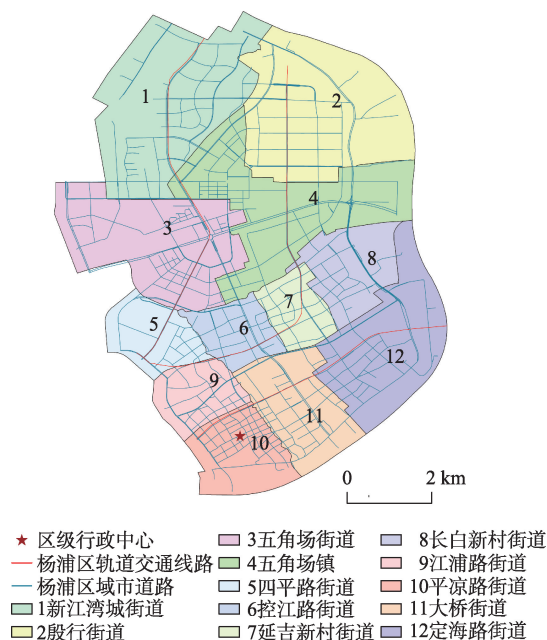 1
2
3
4
5
6
7
8
9
10
11
12
0 2 km
区级行政中心
杨浦区轨道交通线路
杨浦区域市道路
1新江湾城街道
2殷行街道
3五角场街道
4五角场镇
5四平路街道
6控江路街道
7延吉新村街道
8长白新村街道
9江浦路街道
10平凉路街道
11大桥街道
12定海路街道